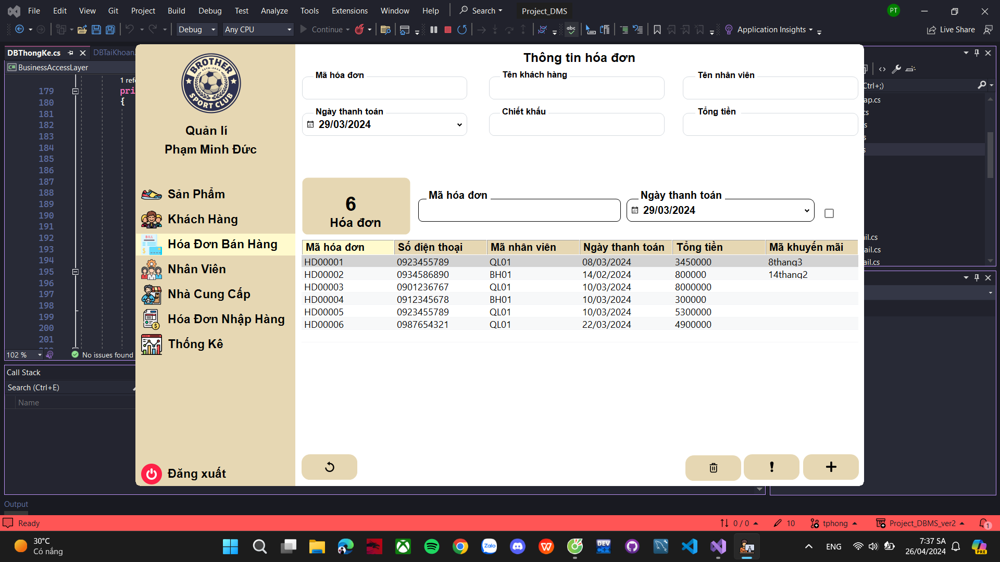 File Edit View Git Project Build Debug Test Analyze Tools Extensions Window Help Search Project_DMS PT
Debug Any CPU Continue abc Application Insights Live Share
DBThongKe.cs DBTaiKhoan.
C# BusinessAccessLayer
1 refe
179 pri
180 {
181
182
183
184
185
186
187
188
189
190
191
192
193
194
195
196
197
198
199
200
201
102 % No issues found
Call Stack
Search (Ctrl+E)
Name
Output
BROTHER
ESTD-2024
SPORT CLUB
Quản lí
Phạm Minh Đức
Sản Phẩm
Khách Hàng
BILL
Hóa Đơn Bán Hàng
Nhân Viên
Nhà Cung Cấp
Hóa Đơn Nhập Hàng
Thống Kê
Đăng xuất
Thông tin hóa đơn
Mã hóa đơn Tên khách hàng Tên nhân viên
Ngày thanh toán Chiết khấu Tổng tiền
29/03/2024
6
Hóa đơn
Mã hóa đơn Ngày thanh toán
29/03/2024
Mã hóa đơn Số điện thoại Mã nhân viên Ngày thanh toán Tổng tiền Mã khuyến mãi
HD00001 0923455789 QL01 08/03/2024 3450000 8thang3
HD00002 0934586890 BH01 14/02/2024 800000 14thang2
HD00003 0901236767 QL01 10/03/2024 8000000
HD00004 0912345678 BH01 10/03/2024 300000
HD00005 0923455789 QL01 10/03/2024 5300000
HD00006 0987654321 QL01 22/03/2024 4900000
Ctrl+;)
ap.cs
cs
s
s
s
il.cs
ail.cs
ail.cs
Ready 0 / 0 10 tphong Project_DBMS_ver2 1
30°C
Có nắng
Zalo
DEV
ENG
7:37 SA
26/04/2024
PRE